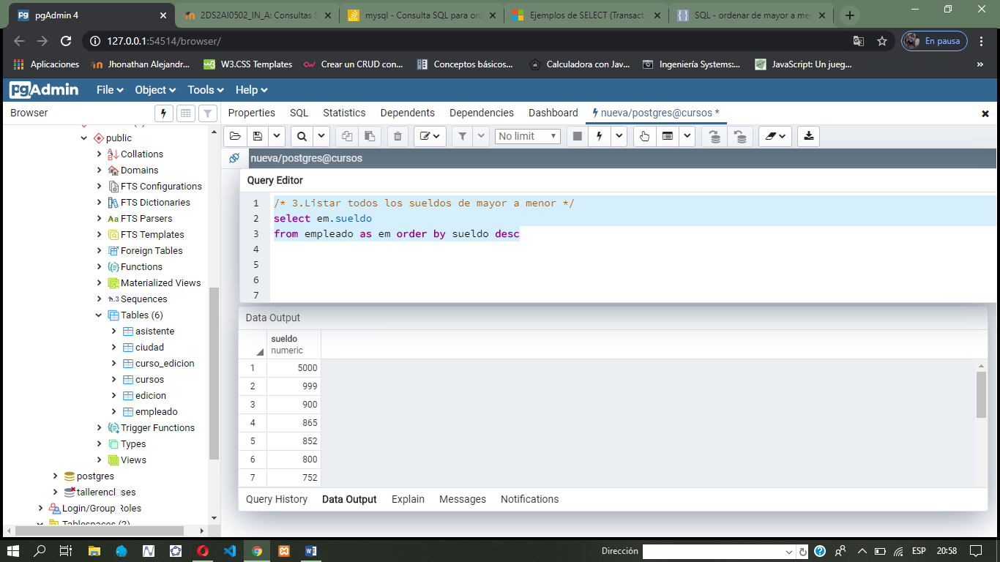 pgAdmin 4
2DS2AI0502_IN_A: Consultas S
mysql - Consulta SQL para ord
Ejemplos de SELECT (Transact-
SQL - ordenar de mayor a men
127.0.0.1:54514/browser/
En pausa
Aplicaciones
Jhonathan Alejandr...
W3.CSS Templates
Crear un CRUD con...
Conceptos básicos...
Calculadora con Jav...
Ingeniería Systems:...
JavaScript: Un jueg...
»
pgAdmin
File
Object
Tools
Help
Browser
Properties
SQL
Statistics
Dependents
Dependencies
Dashboard
nueva/postgres@cursos *
public
Collations
Domains
FTS Configurations
FTS Dictionaries
Aa FTS Parsers
FTS Templates
Foreign Tables
Functions
Materialized Views
1..3 Sequences
Tables (6)
asistente
ciudad
curso_edicion
cursos
edicion
empleado
Trigger Functions
Types
Views
postgres
Login/Group
Tablespaces (2)
No limit
nueva/postgres@cursos
Query Editor
1 /* 3.Listar todos los sueldos de mayor a menor */
2 select em.sueldo
3 from empleado as em order by sueldo desc
4
5
6
7
Data Output
sueldo
numeric
1 5000
2 999
3 900
4 865
5 852
6 800
7 752
Query History
Data Output
Explain
Messages
Notifications
Dirección
ESP
20:58